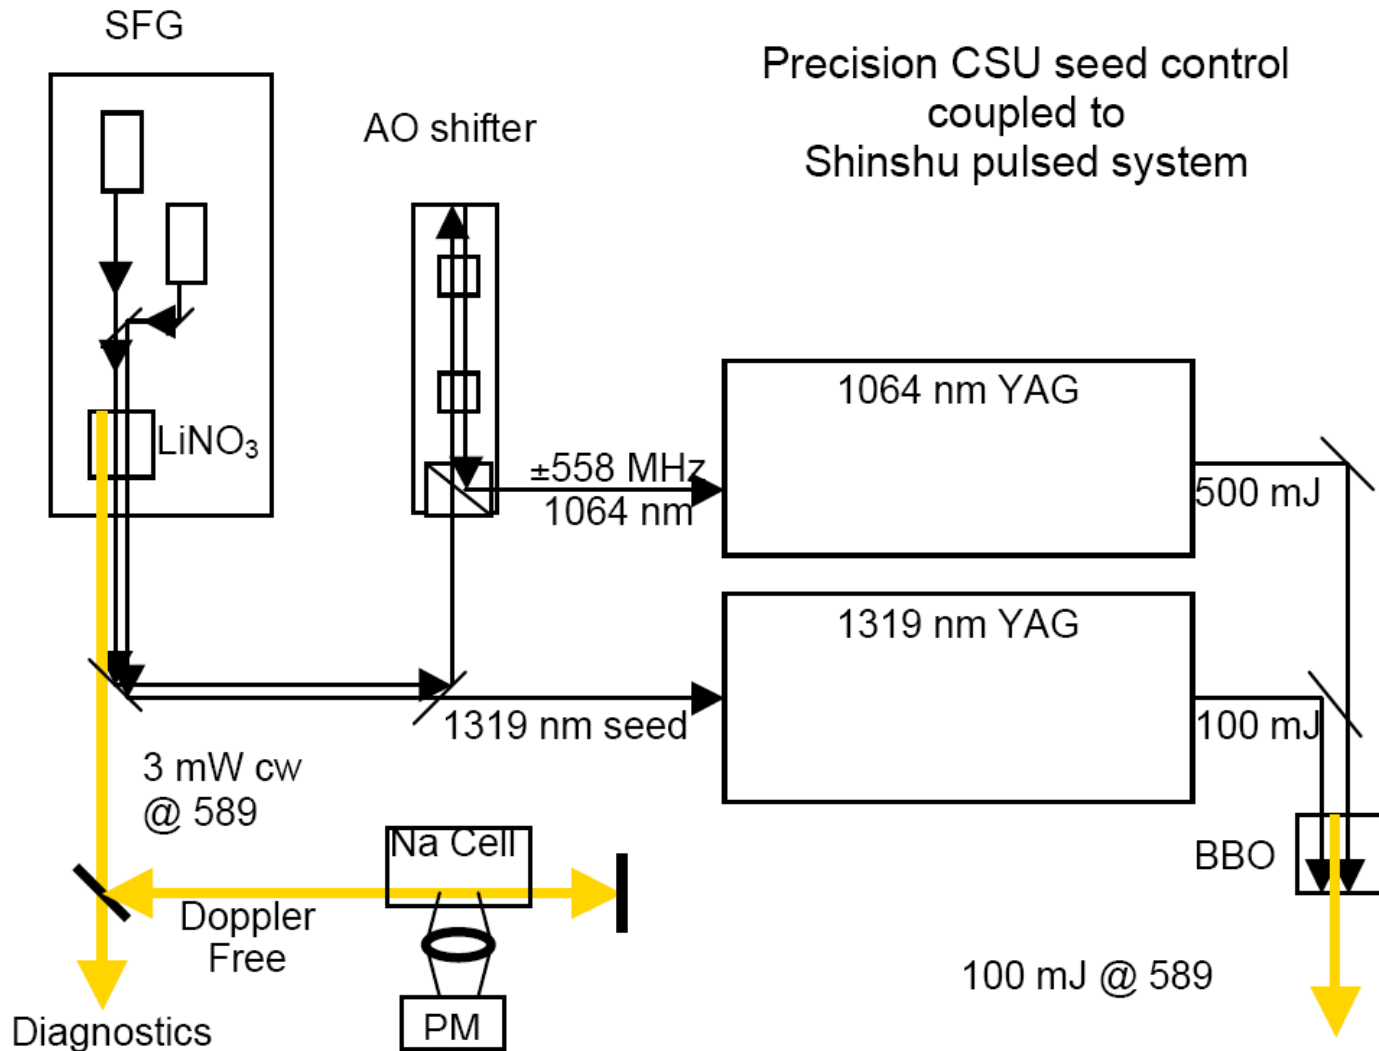 SFG
Precision CSU seed control
coupled to
Shinshu pulsed system
AO shifter
1064 nm YAG
LiNO₃
±558 MHz
1064 nm
500 mJ
1319 nm YAG
1319 nm seed
100 mJ
3 mW cw
@ 589
Na Cell
BBO
Doppler
Free
100 mJ @ 589
Diagnostics
PM